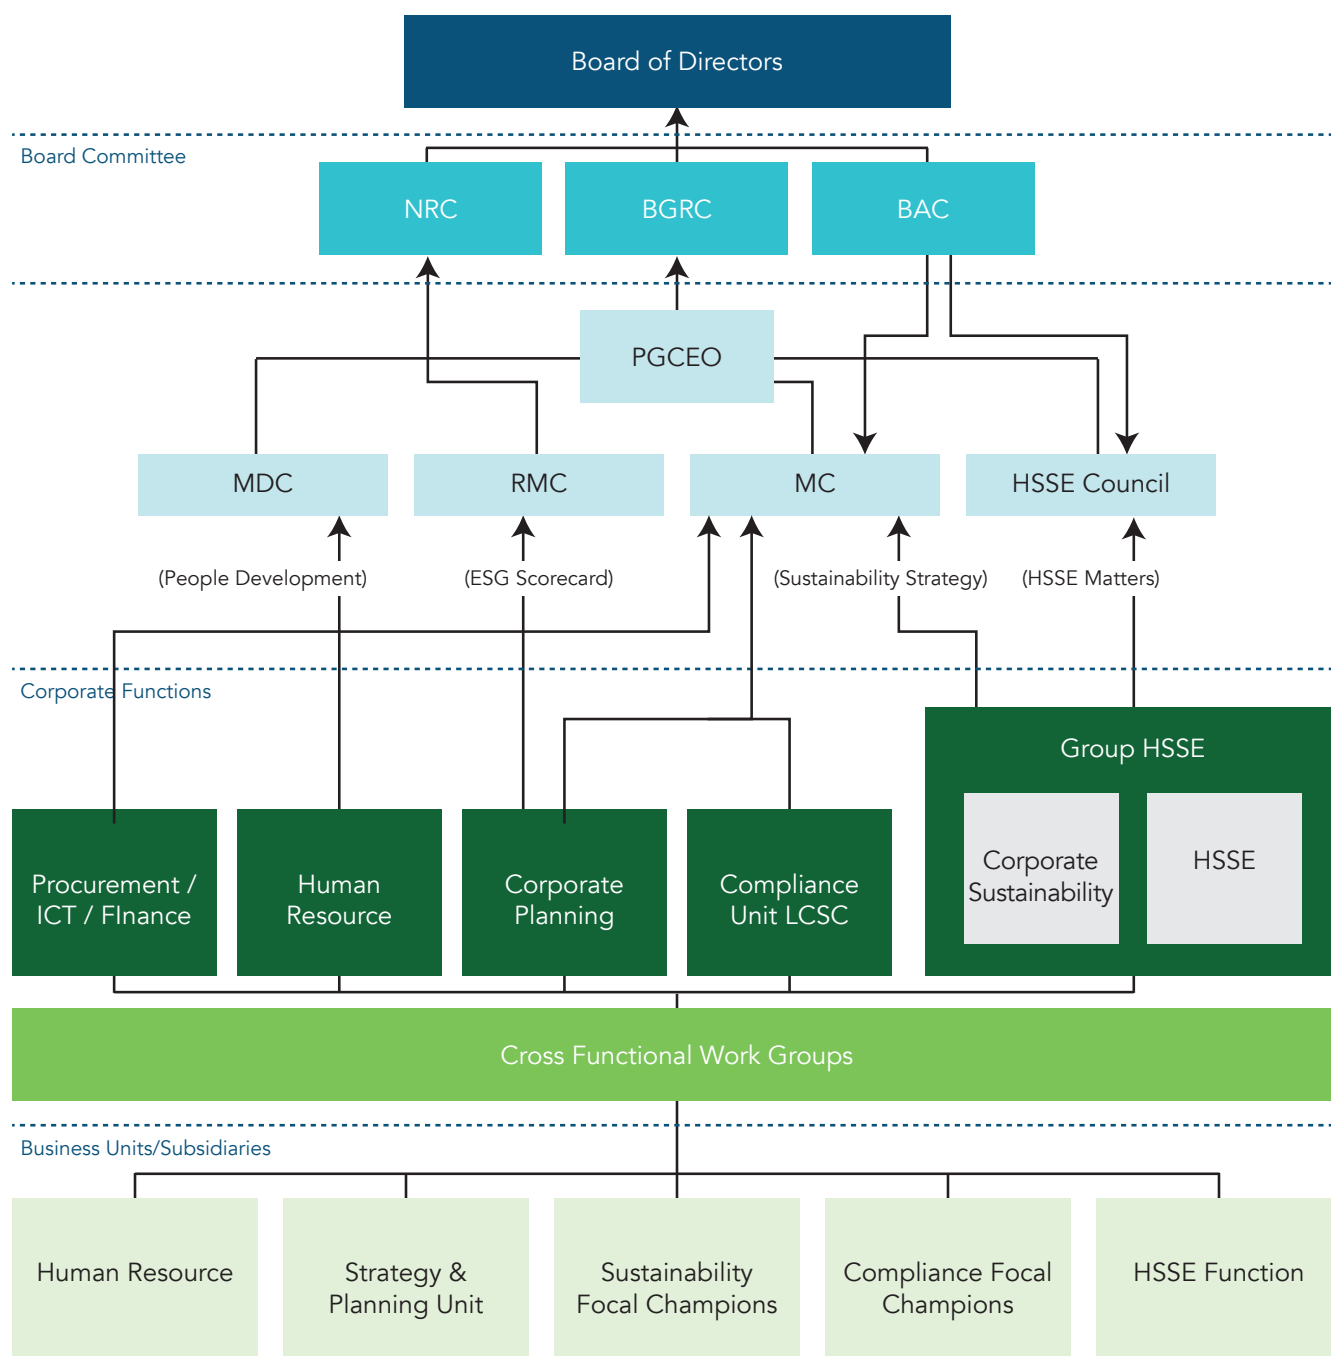 Board of Directors
Board Committee
NRC
BGRC
BAC
PGCEO
MDC
RMC
MC
HSSE Council
(People Development)
(ESG Scorecard)
(Sustainability Strategy)
(HSSE Matters)
Corporate Functions
Group HSSE
Procurement /
ICT / FInance
Human
Resource
Corporate
Planning
Compliance
Unit LCSC
Corporate
Sustainability
HSSE
Cross Functional Work Groups
Business Units/Subsidiaries
Human Resource
Strategy &
Planning Unit
Sustainability
Focal Champions
Compliance Focal
Champions
HSSE Function